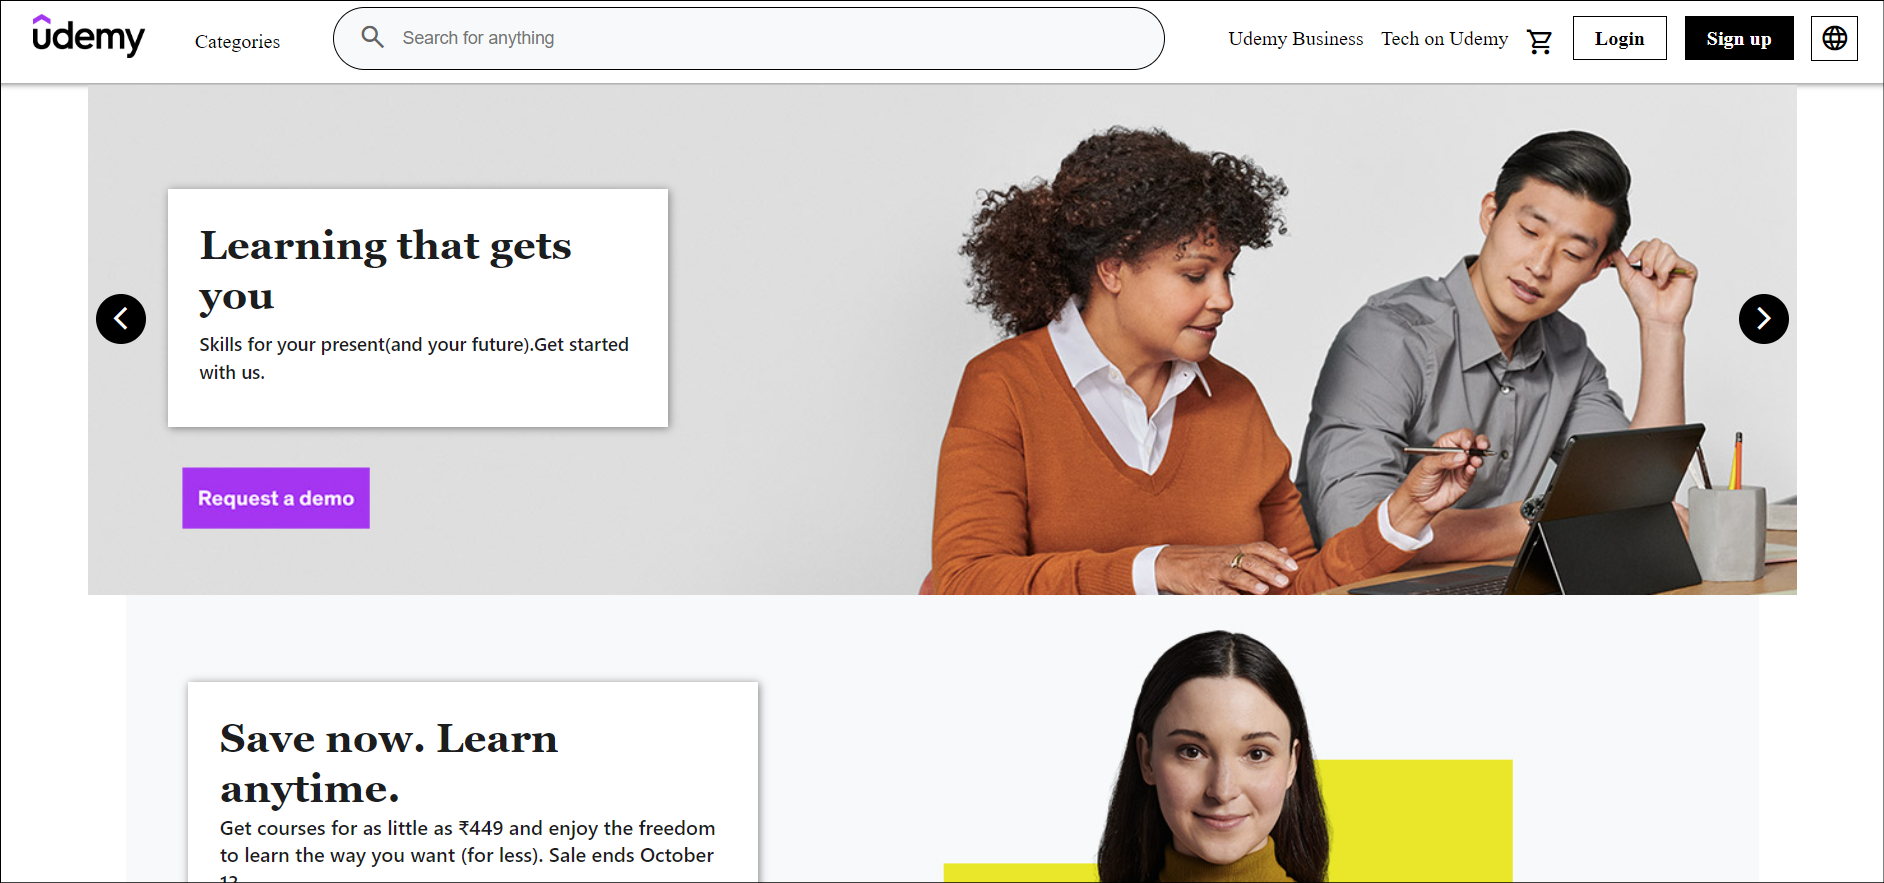 udemy
Categories
Search for anything
Udemy Business
Tech on Udemy
Login
Sign up
Learning that gets
you
Skills for your present(and your future).Get started
with us.
Request a demo
Save now. Learn
anytime.
Get courses for as little as ₹449 and enjoy the freedom
to learn the way you want (for less). Sale ends October